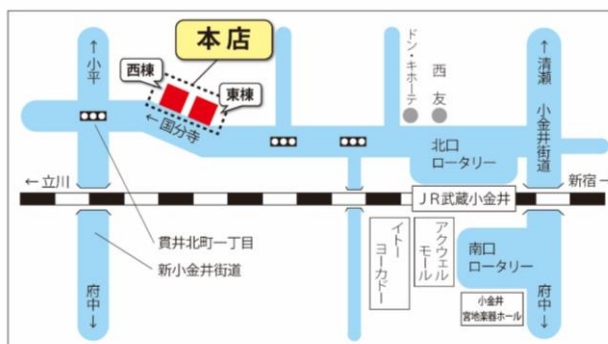 本店
西棟
東棟
←小平
←国分寺
ドン・キホーテ
西友
←清瀬
小金井街道
北口
ロータリー
←立川
新宿→
JR武蔵小金井
貫井北町一丁目
新小金井街道
イトーヨーカドー
アクウェルモール
南口
ロータリー
小金井
宮地楽器ホール
府中→
府中→